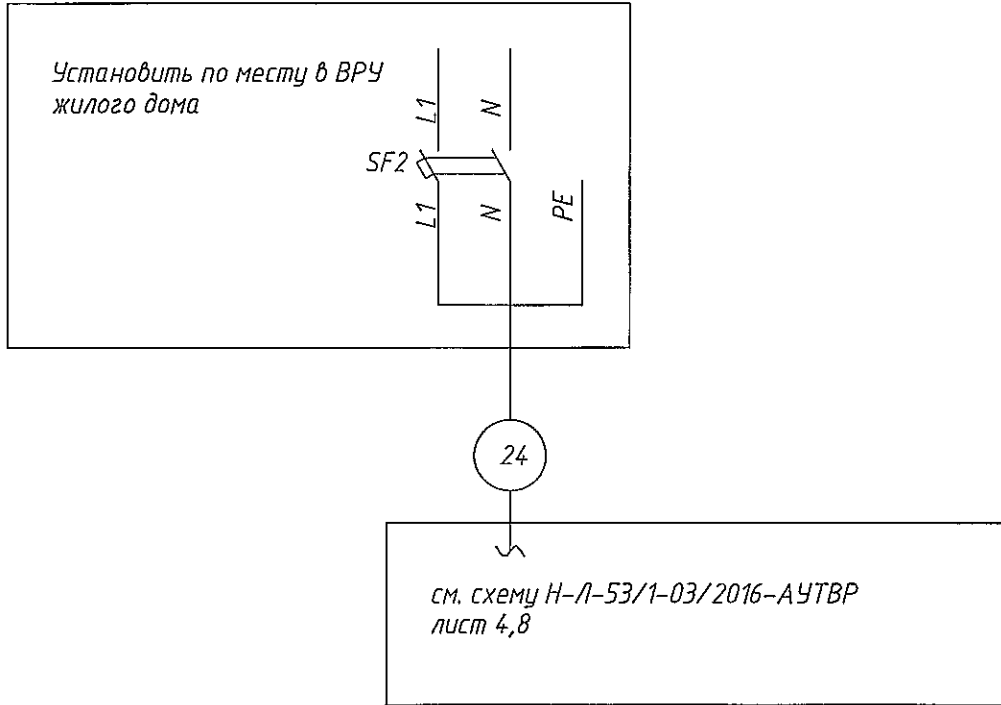 Установить по месту в ВРУ
жилого дома
L1
N
SF2
L1
N
PE
24
см. схему Н-Л-53/1-03/2016-АУТВР
лист 4,8